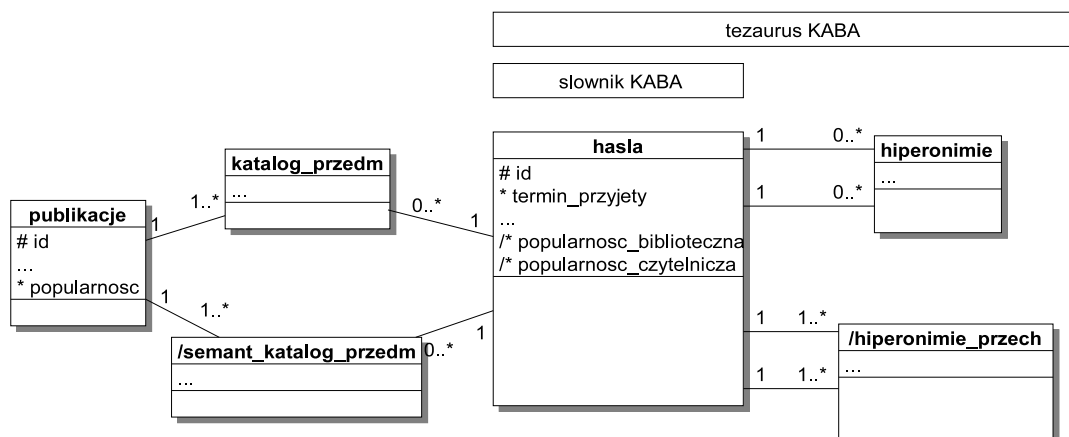 tezaurus KABA
slownik KABA
publikacje
# id
...
* popularnosc
1
1..*
1
1..*
katalog_przedm
...
0..*
1
/semant_katalog_przedm
...
0..*
1
hasla
# id
* termin_przyjety
...
/* popularnosc_biblioteczna
/* popularnosc_czytelnicza
1
0..*
1
0..*
hiperonimie
...
1
1..*
1
1..*
/hiperonimie_przech
...